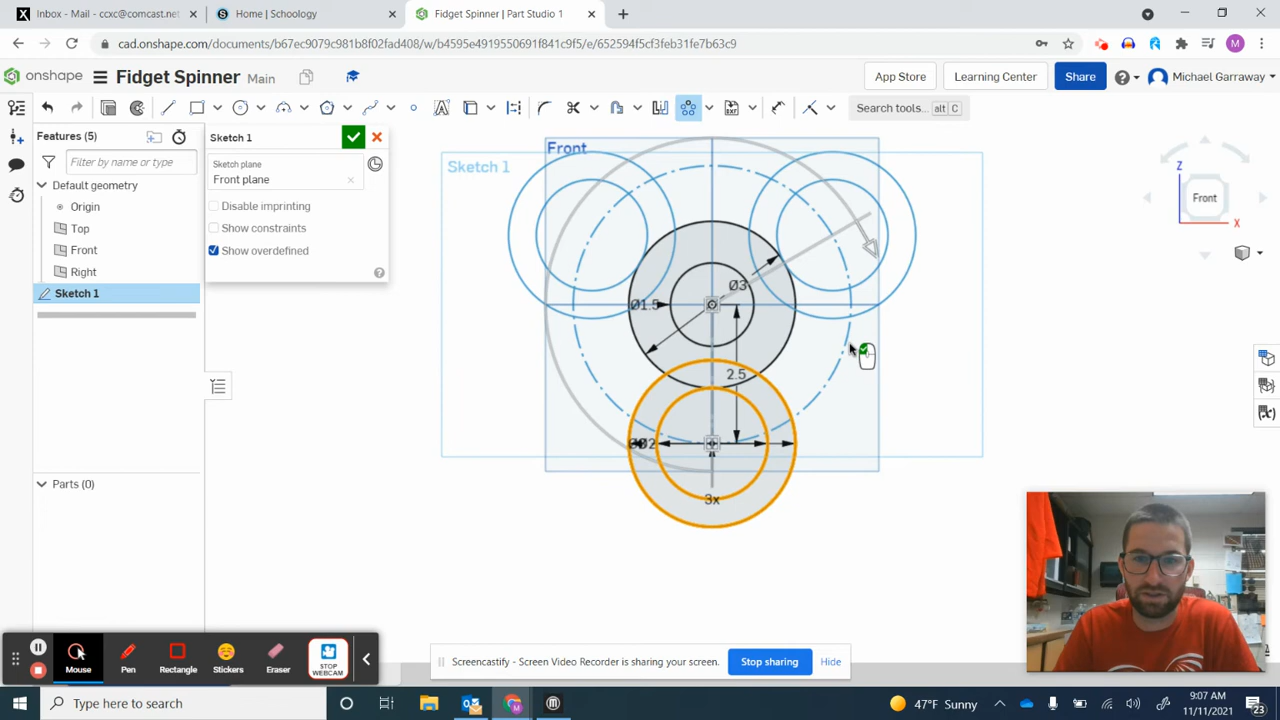 Inbox - Mail - ccxc@comcast.net
Home | Schoology
Fidget Spinner | Part Studio 1
cad.onshape.com/documents/b67ec9079c981b8f02fad408/w/b4595e4919550691f841c9f5/e/652594f5cf3feb31fe7b63c9
onshape
Fidget Spinner
Main
App Store
Learning Center
Share
Michael Garraway
Search tools...
alt
C
Features (5)
Filter by name or type
Default geometry
Origin
Top
Front
Right
Sketch 1
Parts (0)
Sketch 1
Sketch plane
Front plane
Disable imprinting
Show constraints
Show overdefined
Front
Sketch 1
Ø3
Ø1.5
2.5
3x
Z
Front
X
Mouse
Pen
Rectangle
Stickers
Eraser
STOP
WEBCAM
Screencastify - Screen Video Recorder is sharing your screen.
Stop sharing
Hide
Type here to search
47°F Sunny
9:07 AM
11/11/2021
23